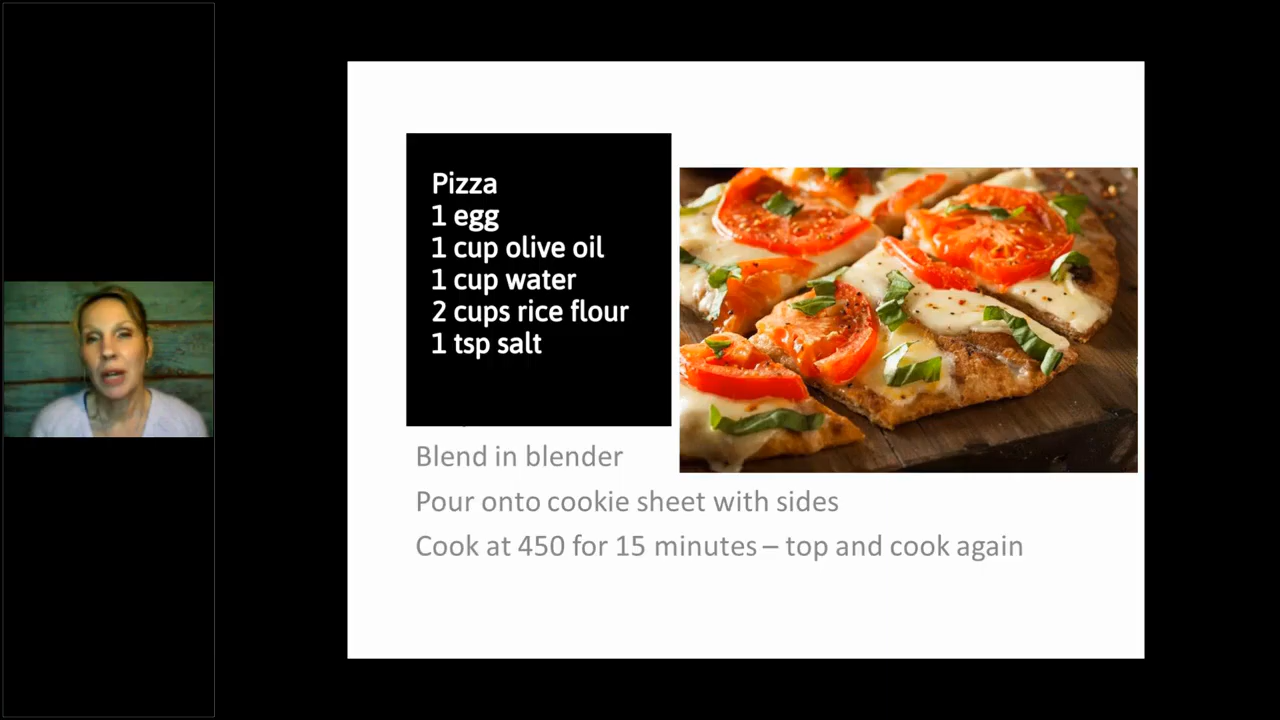 Pizza
1 egg
1 cup olive oil
1 cup water
2 cups rice flour
1 tsp salt
Blend in blender
Pour onto cookie sheet with sides
Cook at 450 for 15 minutes – top and cook again